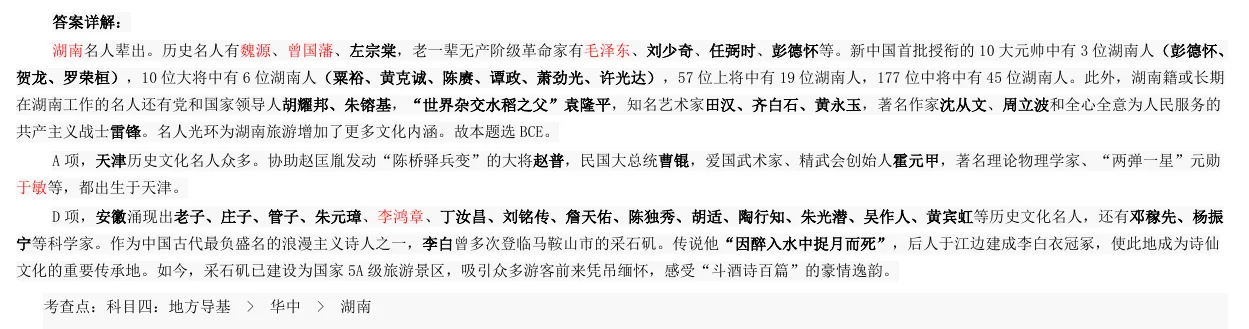 答案详解：
湖南名人辈出。历史名人有魏源、曾国藩、左宗棠，老一辈无产阶级革命家有毛泽东、刘少奇、任弼时、彭德怀等。新中国首批授衔的 10 大元帅中有 3 位湖南人（彭德怀、
贺龙、罗荣桓），10 位大将中有 6 位湖南人（粟裕、黄克诚、陈赓、谭政、萧劲光、许光达），57 位上将中有 19 位湖南人，177 位中将中有 45 位湖南人。此外，湖南籍或长期
在湖南工作的名人还有党和国家领导人胡耀邦、朱镕基，“世界杂交水稻之父”袁隆平，知名艺术家田汉、齐白石、黄永玉，著名作家沈从文、周立波和全心全意为人民服务的
共产主义战士雷锋。名人光环为湖南旅游增加了更多文化内涵。故本题选 BCE。
A 项，天津历史文化名人众多。协助赵匡胤发动“陈桥驿兵变”的大将赵普，民国大总统曹锟，爱国武术家、精武会创始人霍元甲，著名理论物理学家、“两弹一星”元勋
于敏等，都出生于天津。
D 项，安徽涌现出老子、庄子、管子、朱元璋、李鸿章、丁汝昌、刘铭传、詹天佑、陈独秀、胡适、陶行知、朱光潜、吴作人、黄宾虹等历史文化名人，还有邓稼先、杨振
宁等科学家。作为中国古代最负盛名的浪漫主义诗人之一，李白曾多次登临马鞍山市的采石矶。传说他“因醉入水中捉月而死”，后人于江边建成李白衣冠冢，使此地成为诗仙
文化的重要传承地。如今，采石矶已建设为国家 5A 级旅游景区，吸引众多游客前来凭吊缅怀，感受“斗酒诗百篇”的豪情逸韵。
考查点：科目四：地方导基 > 华中 > 湖南